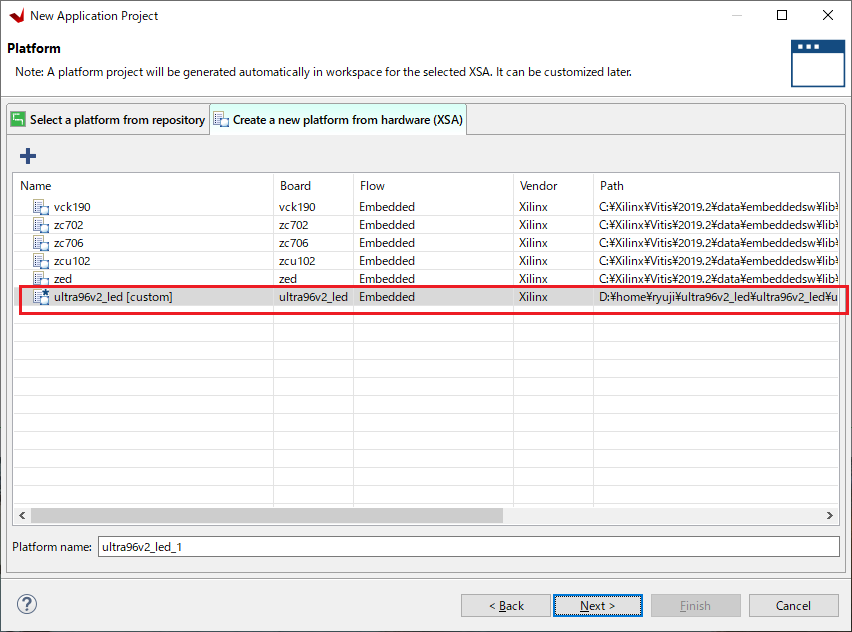 New Application Project
Platform
Note: A platform project will be generated automatically in workspace for the selected XSA. It can be customized later.
Select a platform from repository Create a new platform from hardware (XSA)
Name Board Flow Vendor Path
vck190 vck190 Embedded Xilinx C:¥Xilinx¥Vitis¥2019.2¥data¥embeddedsw¥lib¥
zc702 zc702 Embedded Xilinx C:¥Xilinx¥Vitis¥2019.2¥data¥embeddedsw¥lib¥
zc706 zc706 Embedded Xilinx C:¥Xilinx¥Vitis¥2019.2¥data¥embeddedsw¥lib¥
zcu102 zcu102 Embedded Xilinx C:¥Xilinx¥Vitis¥2019.2¥data¥embeddedsw¥lib¥
zed zed Embedded Xilinx C:¥Xilinx¥Vitis¥2019.2¥data¥embeddedsw¥lib¥
ultra96v2_led [custom] ultra96v2_led Embedded Xilinx D:¥home¥ryuji¥ultra96v2_led¥ultra96v2_led¥u
Platform name: ultra96v2_led_1
? < Back Next > Finish Cancel